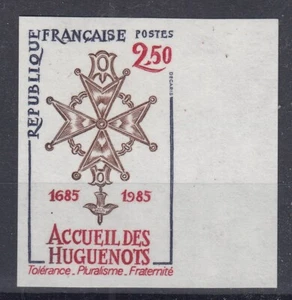 RÉPUBLIQUE FRANÇAISE POSTES
2,50
DECARIS
1685 1985
ACCUEIL DES
HUGUENOTS
Tolérance _ Pluralisme _ Fraternité